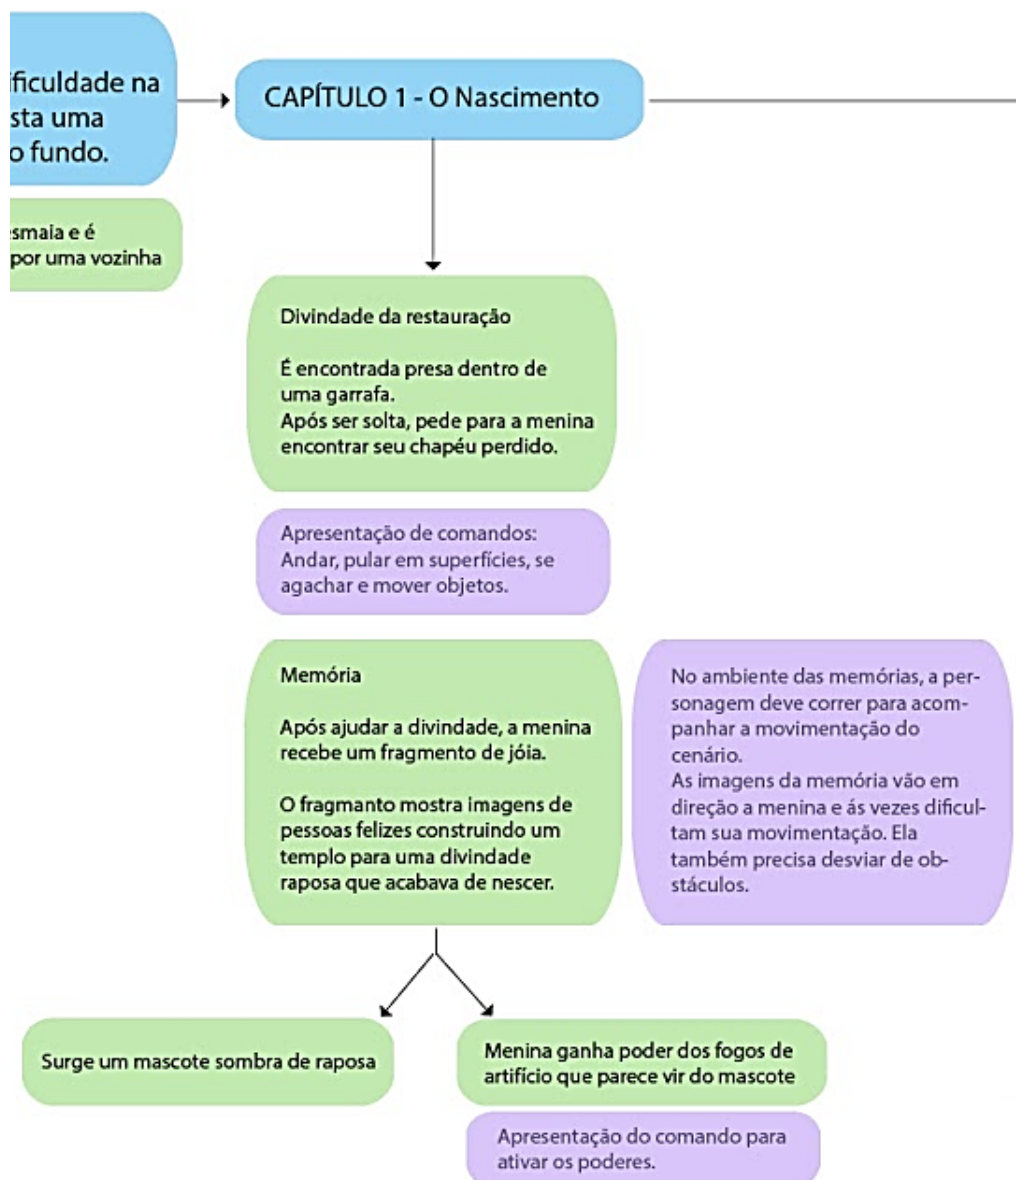 ificuldade na
sta uma
o fundo.
esmaia e é
por uma vozinha
CAPÍTULO 1 - O Nascimento
Divindade da restauração
É encontrada presa dentro de
uma garrafa.
Após ser solta, pede para a menina
encontrar seu chapéu perdido.
Apresentação de comandos:
Andar, pular em superfícies, se
agachar e mover objetos.
Memória
Após ajudar a divindade, a menina
recebe um fragmento de jóia.
O fragmanto mostra imagens de
pessoas felizes construindo um
templo para uma divindade
raposa que acabava de nescer.
No ambiente das memórias, a per-
sonagem deve correr para acom-
panhar a movimentação do
cenário.
As imagens da memória vão em
direção a menina e ás vezes dificul-
tam sua movimentação. Ela
também precisa desviar de ob-
stáculos.
Surge um mascote sombra de raposa
Menina ganha poder dos fogos de
artifício que parece vir do mascote
Apresentação do comando para
ativar os poderes.